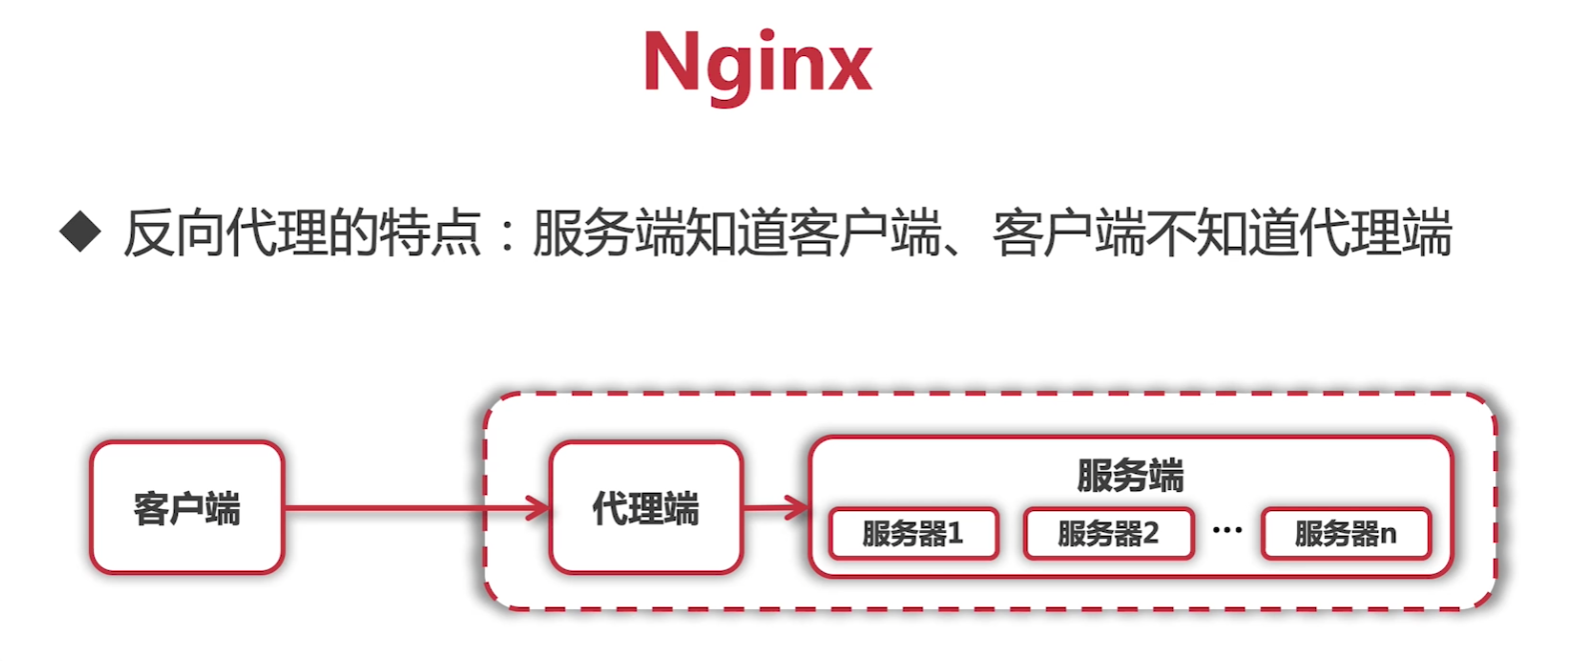 Nginx
◆ 反向代理的特点：服务端知道客户端、客户端不知道代理端
客户端
代理端
服务端
服务器1
服务器2
...
服务器n